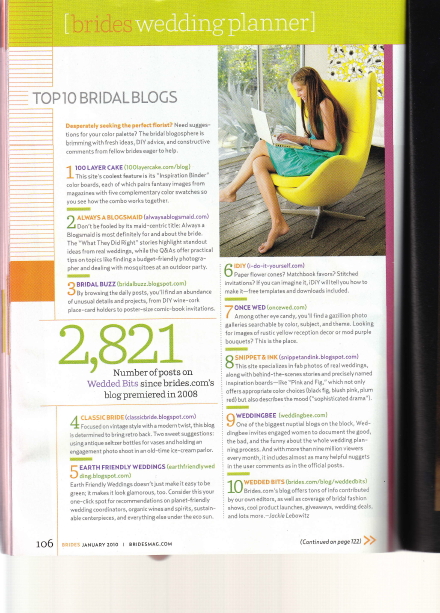 [brides wedding planner]
TOP 10 BRIDAL BLOGS
Desperately seeking the perfect florist? Need sugges-
tions for your color palette? The bridal blogosphere is
brimming with fresh ideas, DIY advice, and constructive
comments from fellow brides eager to help.
1 100 LAYER CAKE (100layercake.com/blog)
This site's coolest feature is its "Inspiration Binder"
color boards, each of which pairs fantasy images from
magazines with five complementary color swatches so
you see how the combo works together.
2 ALWAYS A BLOGSMAID (alwaysablogsmaid.com)
Don't be fooled by its maid-centric title: Always a
Blogsmaid is most definitely for and about the bride.
The "What They Did Right" stories highlight standout
ideas from real weddings, while the Q&As offer practical
tips on topics like finding a budget-friendly photogra-
pher and dealing with mosquitoes at an outdoor party.
3 BRIDAL BUZZ (bridalbuzz.blogspot.com)
By browsing the daily posts, you'll find an abundance
of unusual details and projects, from DIY wine-cork
place-card holders to poster-size comic-book invitations.
2,821
Number of posts on
Wedded Bits since brides.com's
blog premiered in 2008
4 CLASSIC BRIDE (classicbride.blogspot.com)
Focused on vintage style with a modern twist, this blog
is determined to bring retro back. Two sweet suggestions:
using antique seltzer bottles for vases and holding an
engagement photo shoot in an old-time ice-cream parlor.
5 EARTH FRIENDLY WEDDINGS (earthfriendlywed
ding.blogspot.com)
Earth Friendly Weddings doesn't just make it easy to be
green; it makes it look glamorous, too. Consider this your
one-click spot for recommendations on planet-friendly
wedding coordinators, organic wines and spirits, sustain-
able centerpieces, and everything else under the eco sun.
6 IDIY (i-do-it-yourself.com)
Paper flower cones? Matchbook favors? Stitched
invitations? If you can imagine it, IDIY will tell you how to
make it—free templates and downloads included.
7 ONCE WED (oncewed.com)
Among other eye candy, you'll find a gazillion photo
galleries searchable by color, subject, and theme. Looking
for images of rustic yellow reception decor or mod purple
bouquets? This is the place.
8 SNIPPET & INK (snippetandink.blogspot.com)
This site specializes in fab photos of real weddings,
along with behind-the-scenes stories and precisely named
inspiration boards—like "Pink and Fig," which not only
offers appropriate color choices (black fig, blush pink, plum
red) but also describes the mood ("sophisticated drama").
9 WEDDINGBEE (weddingbee.com)
One of the biggest nuptial blogs on the block, Wed-
dingbee invites engaged women to document the good,
the bad, and the funny about the whole wedding plan-
ning process. And with more than nine million viewers
every month, it includes almost as many helpful nuggets
in the user comments as in the official posts.
10 WEDDED BITS (brides.com/blog/weddedbits)
Brides.com's blog offers tons of info contributed
by our own editors, as well as coverage of bridal fashion
shows, cool product launches, giveaways, wedding deals,
and lots more. –Jackie Lebowitz
106 BRIDES JANUARY 2010 | BRIDESMAG.COM
(Continued on page 122) >>